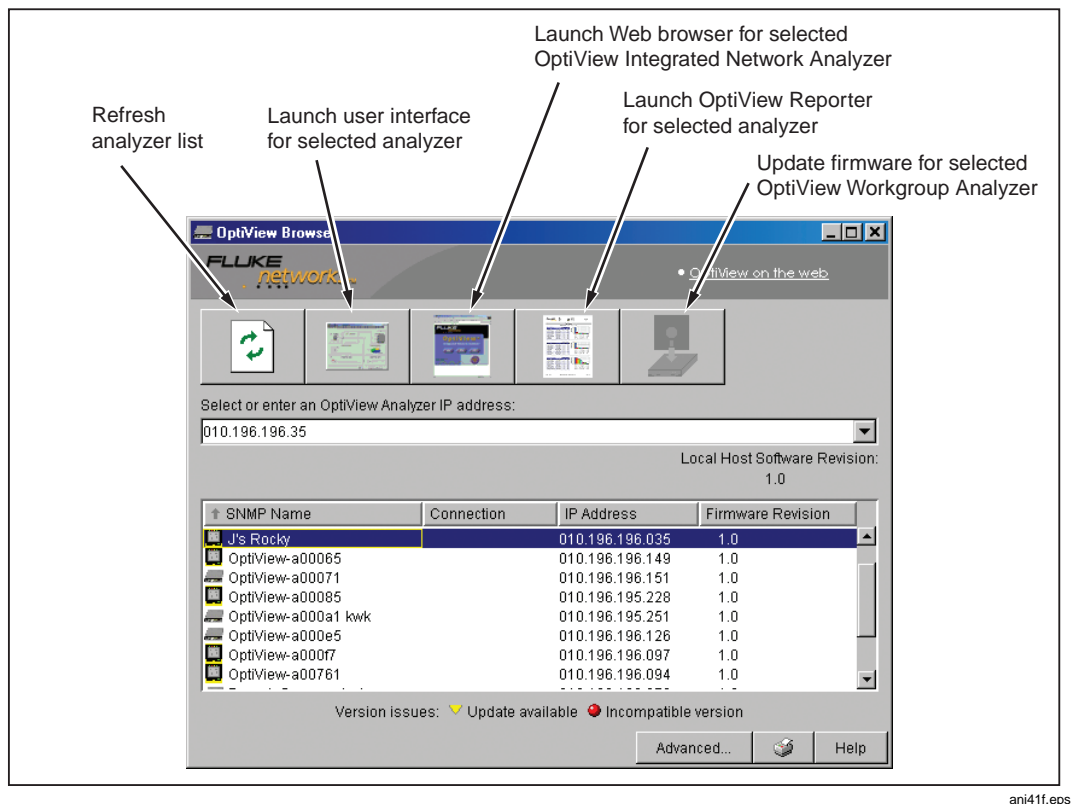 Launch Web browser for selected
OptiView Integrated Network Analyzer
Refresh
analyzer list
Launch user interface
for selected analyzer
Launch OptiView Reporter
for selected analyzer
Update firmware for selected
OptiView Workgroup Analyzer
OptiView Browser
FLUKE
networks
OptiView on the web
Select or enter an OptiView Analyzer IP address:
010.196.196.35
Local Host Software Revision:
1.0
SNMP Name Connection IP Address Firmware Revision
J's Rocky 010.196.196.035 1.0
OptiView-a00065 010.196.196.149 1.0
OptiView-a00071 010.196.196.151 1.0
OptiView-a00085 010.196.195.228 1.0
OptiView-a000a1 kwk 010.196.195.251 1.0
OptiView-a000e5 010.196.196.126 1.0
OptiView-a000f7 010.196.196.097 1.0
OptiView-a00761 010.196.196.094 1.0
Version issues: Update available Incompatible version
Advanced... Help
ani41f.eps